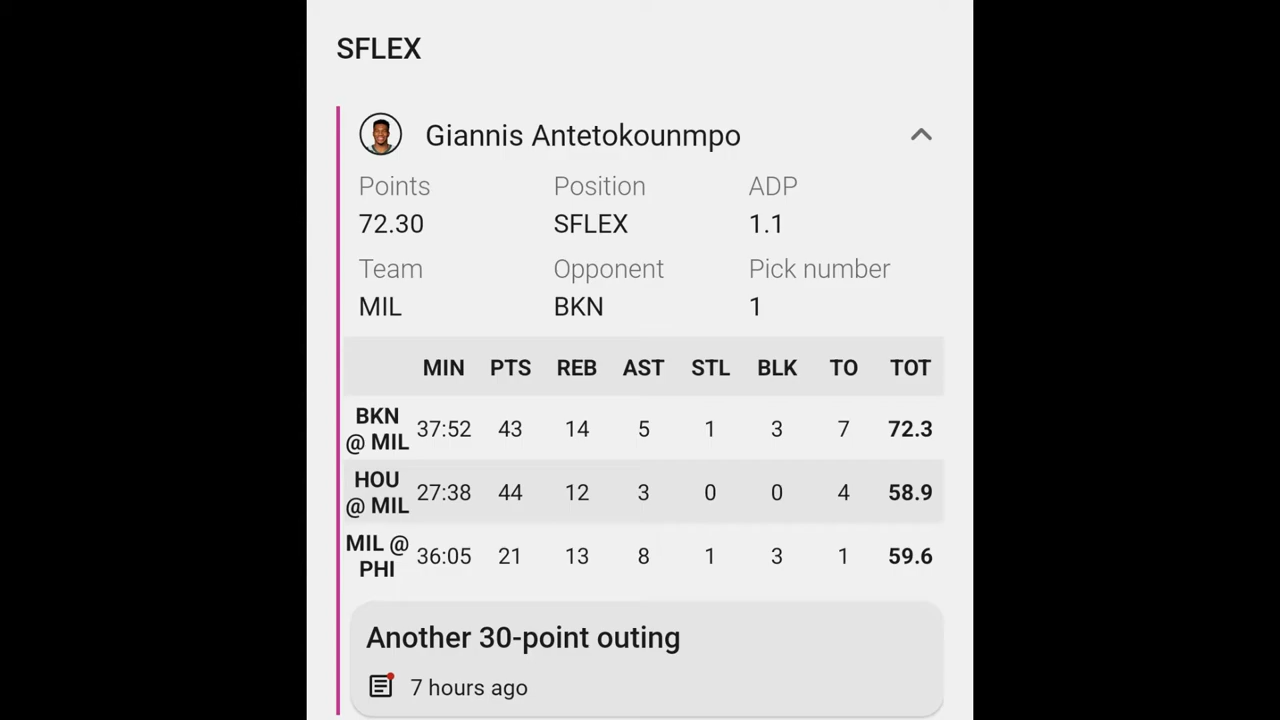 SFLEX
Giannis Antetokounmpo
Points Position ADP
72.30 SFLEX 1.1
Team Opponent Pick number
MIL BKN 1
MIN PTS REB AST STL BLK TO TOT
BKN @ MIL 37:52 43 14 5 1 3 7 72.3
HOU @ MIL 27:38 44 12 3 0 0 4 58.9
MIL @ PHI 36:05 21 13 8 1 3 1 59.6
Another 30-point outing
7 hours ago